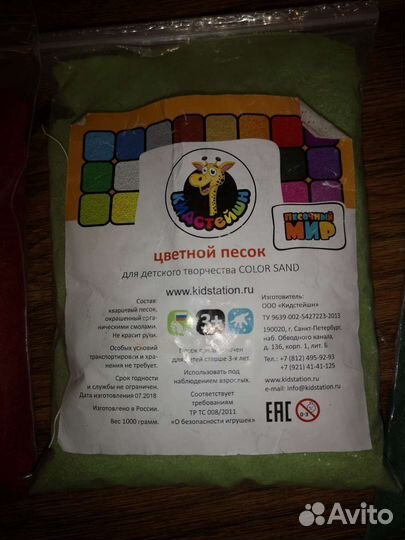 КИДСТЕЙШН
ПЕСОЧНЫЙ
МИР
ЦВЕТНОЙ ПЕСОК
для детского творчества COLOR SAND
www.kidstation.ru
Состав:
кварцевый песок,
окрашенный орга-
ническими смолами.
Не красит руки.
Особых условий
транспортировки и хра-
нения не требует.
Срок годности
и службы не ограничен.
Дата изготовления 07.2018
Изготовлено в России.
Вес 1000 грамм.
3+
для детей старше 3-х лет.
Использовать под
наблюдением взрослых.
Соответствует
требованиям
ТР ТС 008/2011
«О безопасности игрушек»
Изготовитель:
ООО «Кидстейшн»
ТУ 9639-002-5427223-2013
190020, г. Санкт-Петербург,
наб. Обводного канала,
д. 136, корп. 1, лит. Б
Тел.: +7 (812) 495-92-93
+7 (921) 41-41-125
www.kidstation.ru
e-mail: info@kidstation.ru
EAC
0-3
Avito